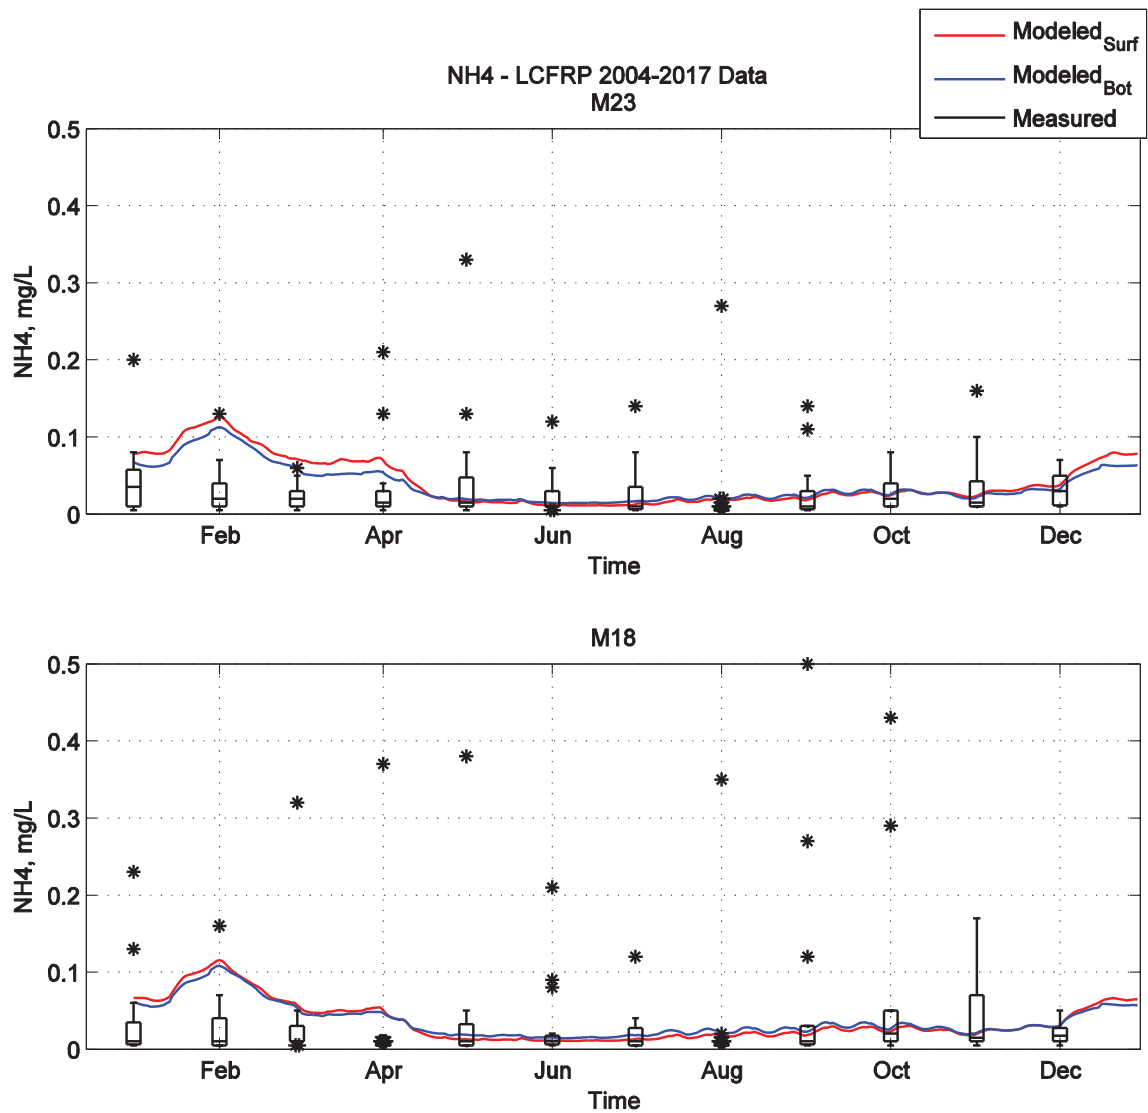 Modeled_Surf
Modeled_Bot
Measured
NH4 - LCFRP 2004-2017 Data
M23
0.5
0.4
0.3
0.2
0.1
0
NH4, mg/L
Feb Apr Jun Aug Oct Dec
Time
M18
0.5
0.4
0.3
0.2
0.1
0
NH4, mg/L
Feb Apr Jun Aug Oct Dec
Time